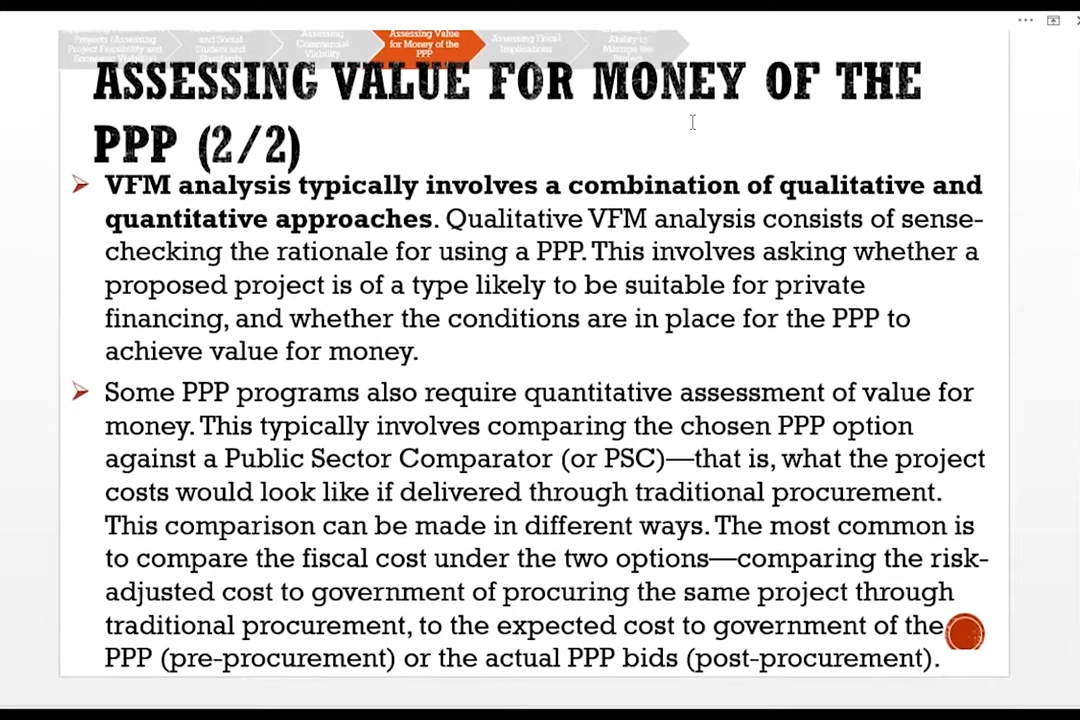 Projects (Assessing
Project Feasibility and
and Social
Studies and
Assessing
Commercial
Viability
Assessing Value
for Money of the
PPP
Assessing Fiscal
Implications
Ability to
Manage the
ASSESSING VALUE FOR MONEY OF THE
PPP (2/2)
VFM analysis typically involves a combination of qualitative and
quantitative approaches. Qualitative VFM analysis consists of sense-
checking the rationale for using a PPP. This involves asking whether a
proposed project is of a type likely to be suitable for private
financing, and whether the conditions are in place for the PPP to
achieve value for money.
Some PPP programs also require quantitative assessment of value for
money. This typically involves comparing the chosen PPP option
against a Public Sector Comparator (or PSC)—that is, what the project
costs would look like if delivered through traditional procurement.
This comparison can be made in different ways. The most common is
to compare the fiscal cost under the two options—comparing the risk-
adjusted cost to government of procuring the same project through
traditional procurement, to the expected cost to government of the
PPP (pre-procurement) or the actual PPP bids (post-procurement).